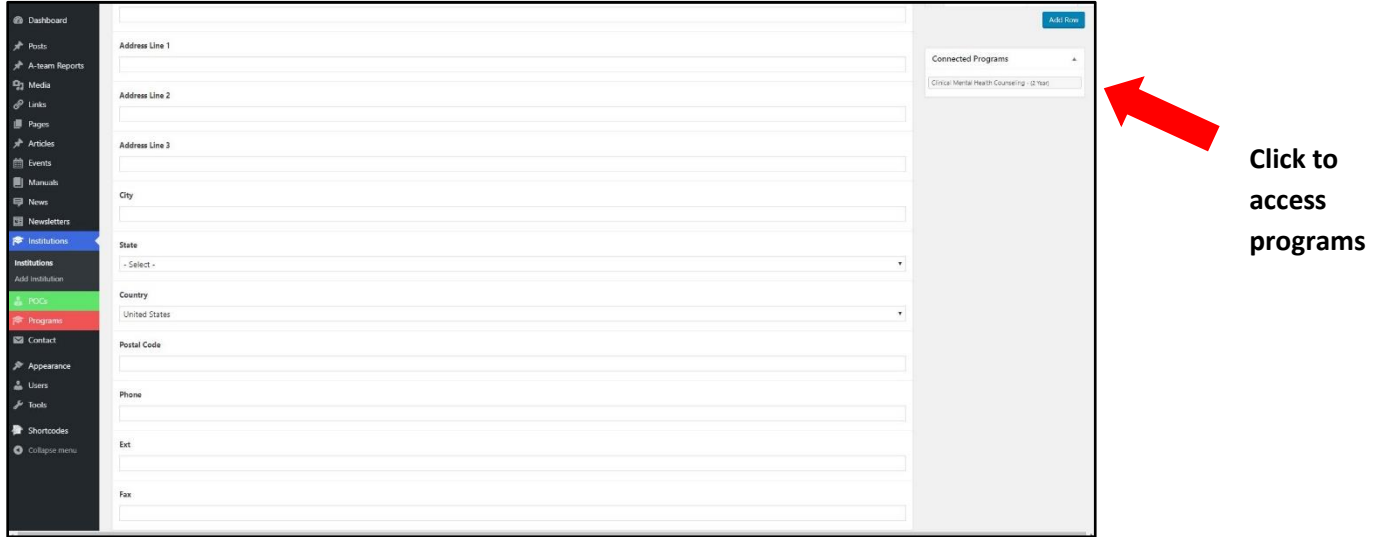 Dashboard
Posts
A-team Reports
Media
Links
Pages
Articles
Events
Manuals
News
Newsletters
Institutions
Institutions
Add Institution
POCs
Programs
Contact
Appearance
Users
Tools
Shortcodes
Collapse menu
Address Line 1
Address Line 2
Address Line 3
City
State
- Select -
Country
United States
Postal Code
Phone
Ext
Fax
Add Row
Connected Programs
Clinical Mental Health Counseling - (2 Year)
Click to
access
programs